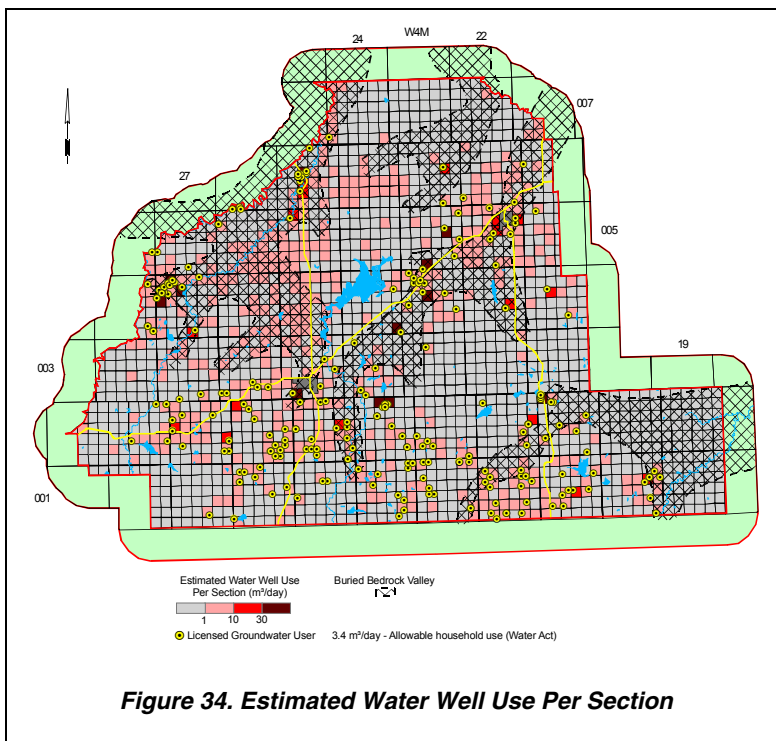 W4M
24
22
007
27
005
003
19
001
Estimated Water Well Use
Per Section (m³/day)
Buried Bedrock Valley
1 10 30
Licensed Groundwater User
3.4 m³/day - Allowable household use (Water Act)
Figure 34. Estimated Water Well Use Per Section